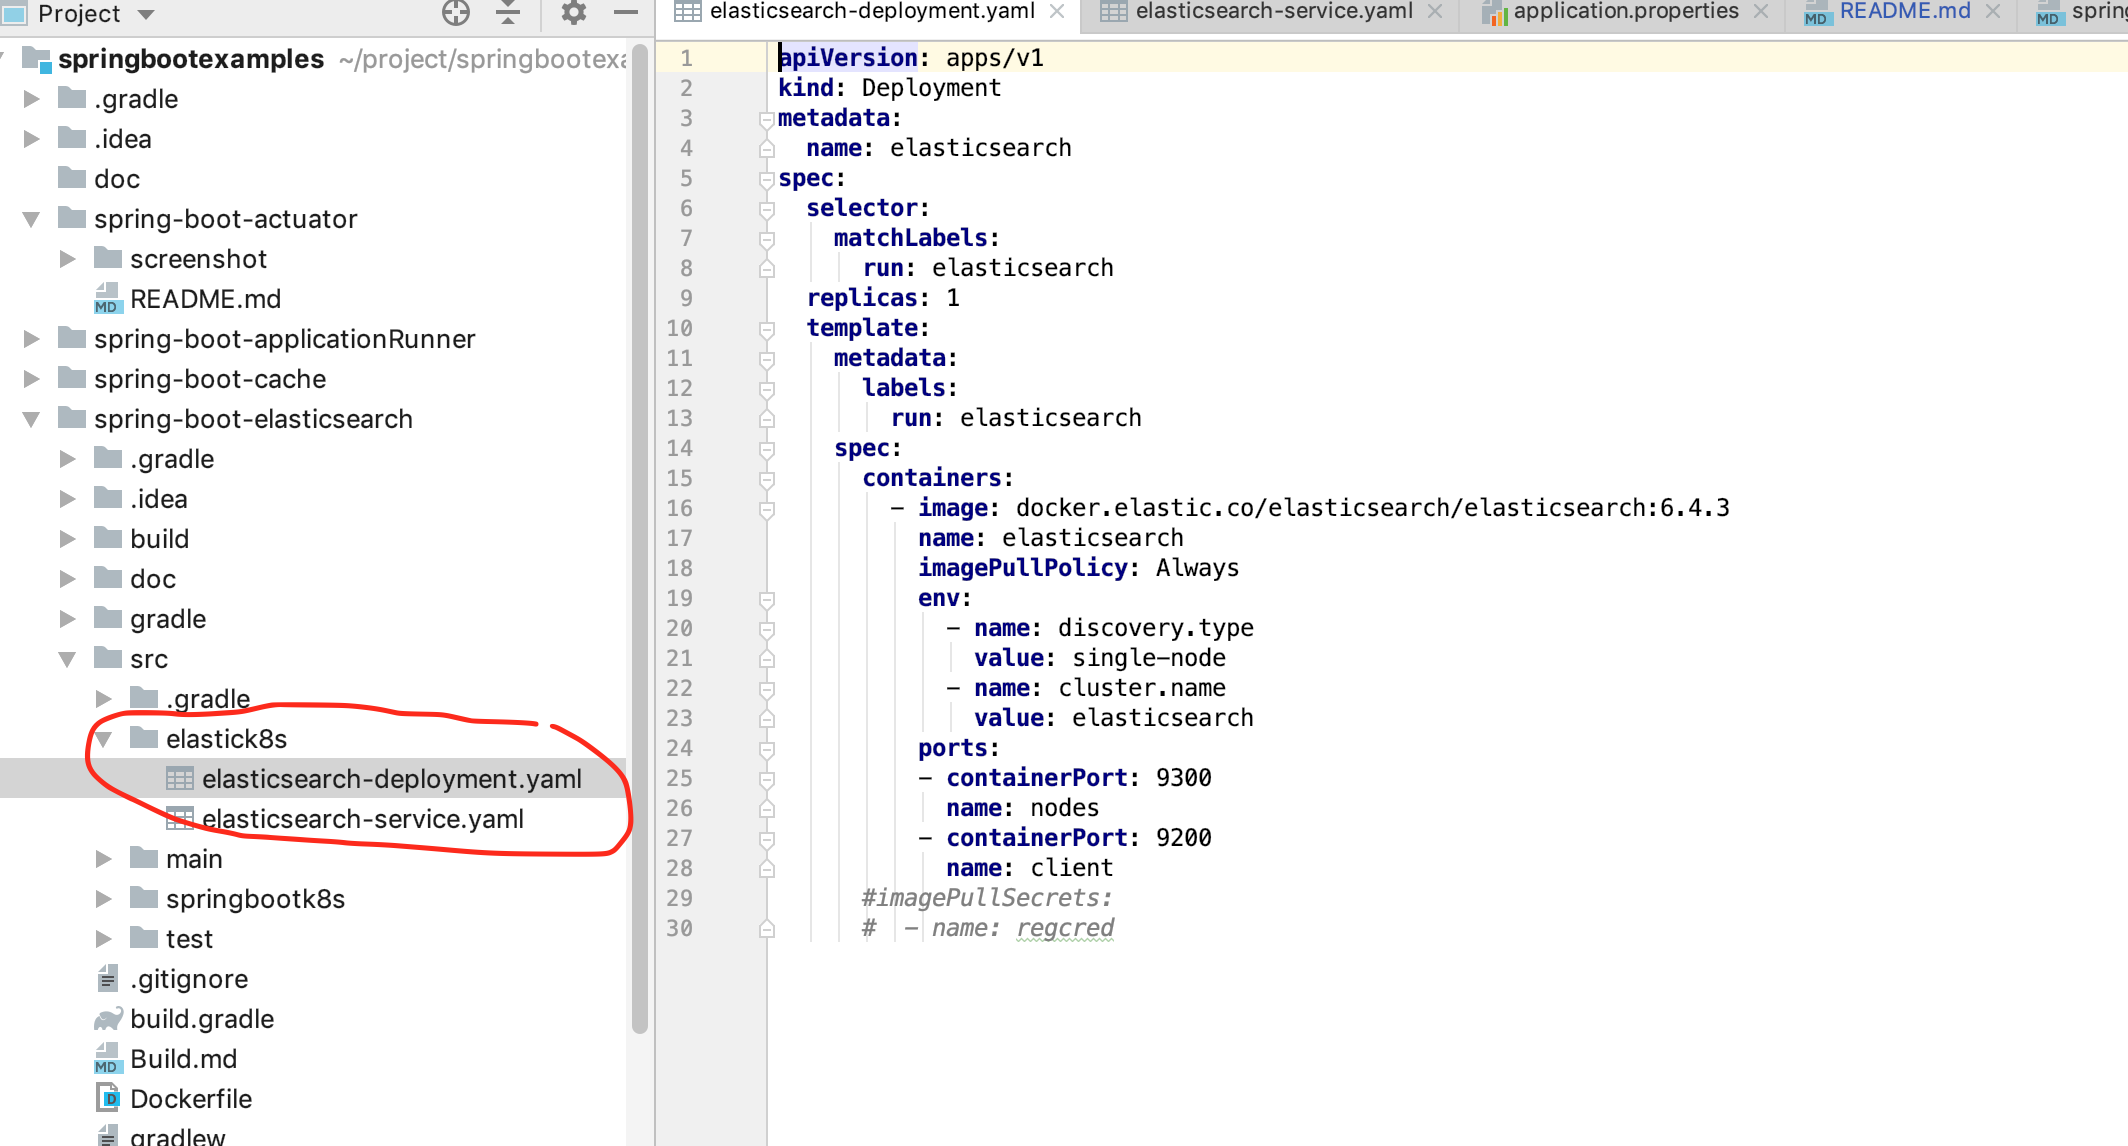 Project
springbootexamples ~/project/springbootexa
.gradle
.idea
doc
spring-boot-actuator
screenshot
MD README.md
spring-boot-applicationRunner
spring-boot-cache
spring-boot-elasticsearch
.gradle
.idea
build
doc
gradle
src
.gradle
elastick8s
elasticsearch-deployment.yaml
elasticsearch-service.yaml
main
springbootk8s
test
.gitignore
build.gradle
MD Build.md
D Dockerfile
gradlew
elasticsearch-deployment.yaml elasticsearch-service.yaml application.properties MD README.md MD spring
1 apiVersion: apps/v1
2 kind: Deployment
3 metadata:
4   name: elasticsearch
5 spec:
6   selector:
7     matchLabels:
8       run: elasticsearch
9   replicas: 1
10   template:
11     metadata:
12       labels:
13         run: elasticsearch
14     spec:
15       containers:
16         - image: docker.elastic.co/elasticsearch/elasticsearch:6.4.3
17           name: elasticsearch
18           imagePullPolicy: Always
19           env:
20             - name: discovery.type
21               value: single-node
22             - name: cluster.name
23               value: elasticsearch
24           ports:
25           - containerPort: 9300
26             name: nodes
27           - containerPort: 9200
28             name: client
29       #imagePullSecrets:
30       #  - name: regcred